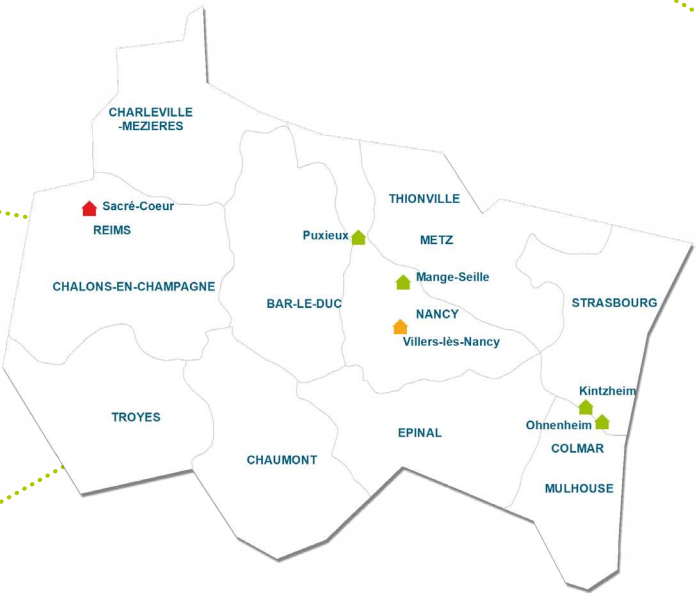 CHARLEVILLE
-MEZIERES
THIONVILLE
Sacré-Coeur
REIMS
Puxieux
METZ
Mange-Seille
CHALONS-EN-CHAMPAGNE
BAR-LE-DUC
STRASBOURG
NANCY
Villers-lès-Nancy
Kintzheim
TROYES
Ohnenheim
EPINAL
COLMAR
CHAUMONT
MULHOUSE